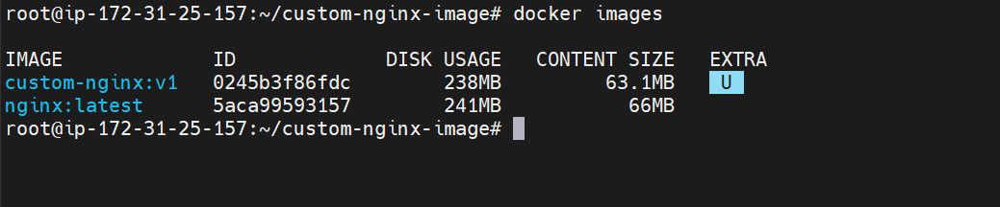 root@ip-172-31-25-157:~/custom-nginx-image# docker images
IMAGE ID DISK USAGE CONTENT SIZE EXTRA
custom-nginx:v1 0245b3f86fdc 238MB 63.1MB U
nginx:latest 5aca99593157 241MB 66MB
root@ip-172-31-25-157:~/custom-nginx-image#